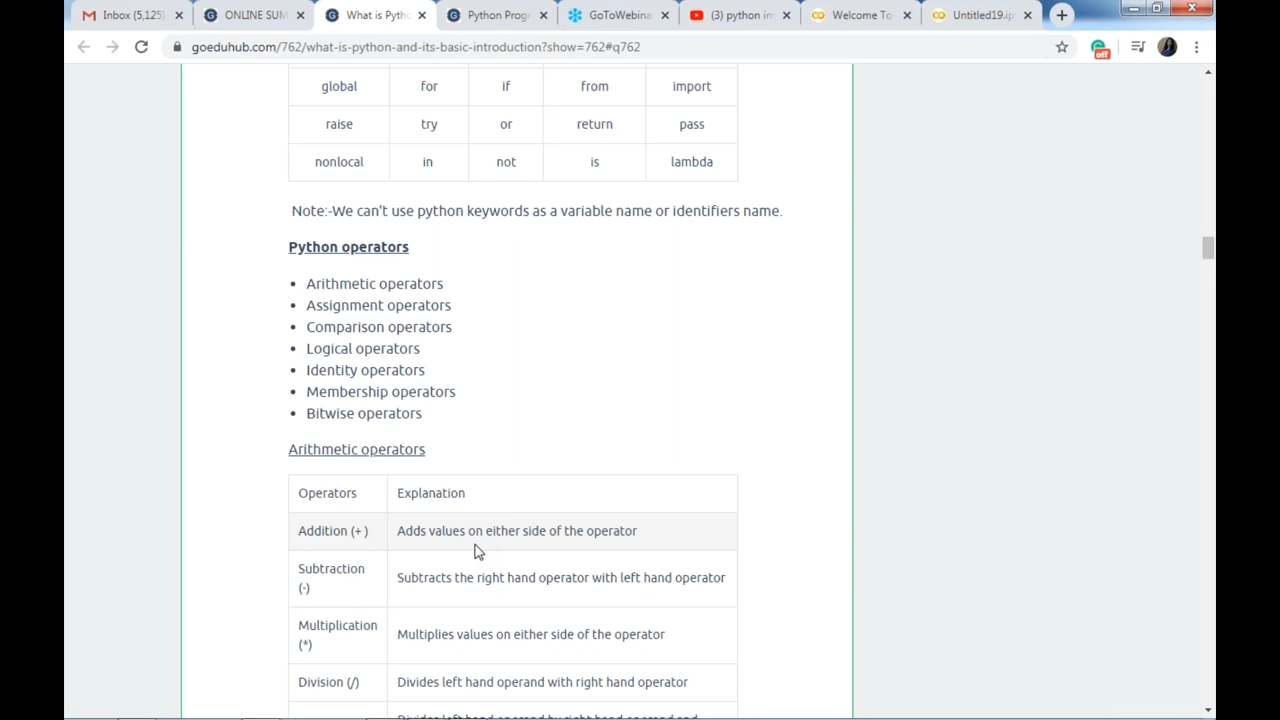 Inbox (5,125)
ONLINE SUM
What is Pyth
Python Prog
GoToWebina
(3) python in
Welcome To
Untitled19.ip
goeduhub.com/762/what-is-python-and-its-basic-introduction?show=762#q762
off
global for if from import
raise try or return pass
nonlocal in not is lambda
Note:-We can't use python keywords as a variable name or identifiers name.
Python operators
• Arithmetic operators
• Assignment operators
• Comparison operators
• Logical operators
• Identity operators
• Membership operators
• Bitwise operators
Arithmetic operators
Operators Explanation
Addition (+ ) Adds values on either side of the operator
Subtraction
(-)
Subtracts the right hand operator with left hand operator
Multiplication
(*)
Multiplies values on either side of the operator
Division (/) Divides left hand operand with right hand operator